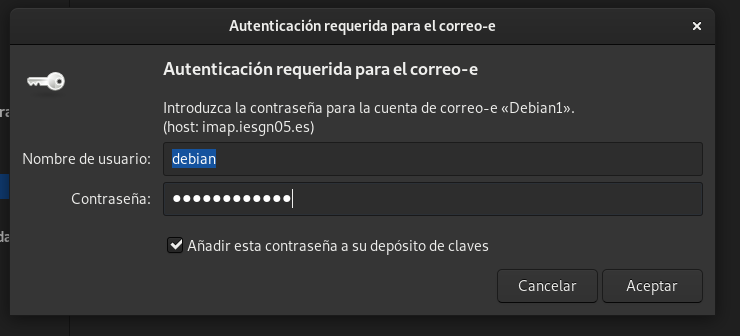 Autenticación requerida para el correo-e
Autenticación requerida para el correo-e
Introduzca la contraseña para la cuenta de correo-e «Debian1».
(host: imap.iesgn05.es)
Nombre de usuario: debian
Contraseña: ●●●●●●●●●●●●
Añadir esta contraseña a su depósito de claves
Cancelar Aceptar